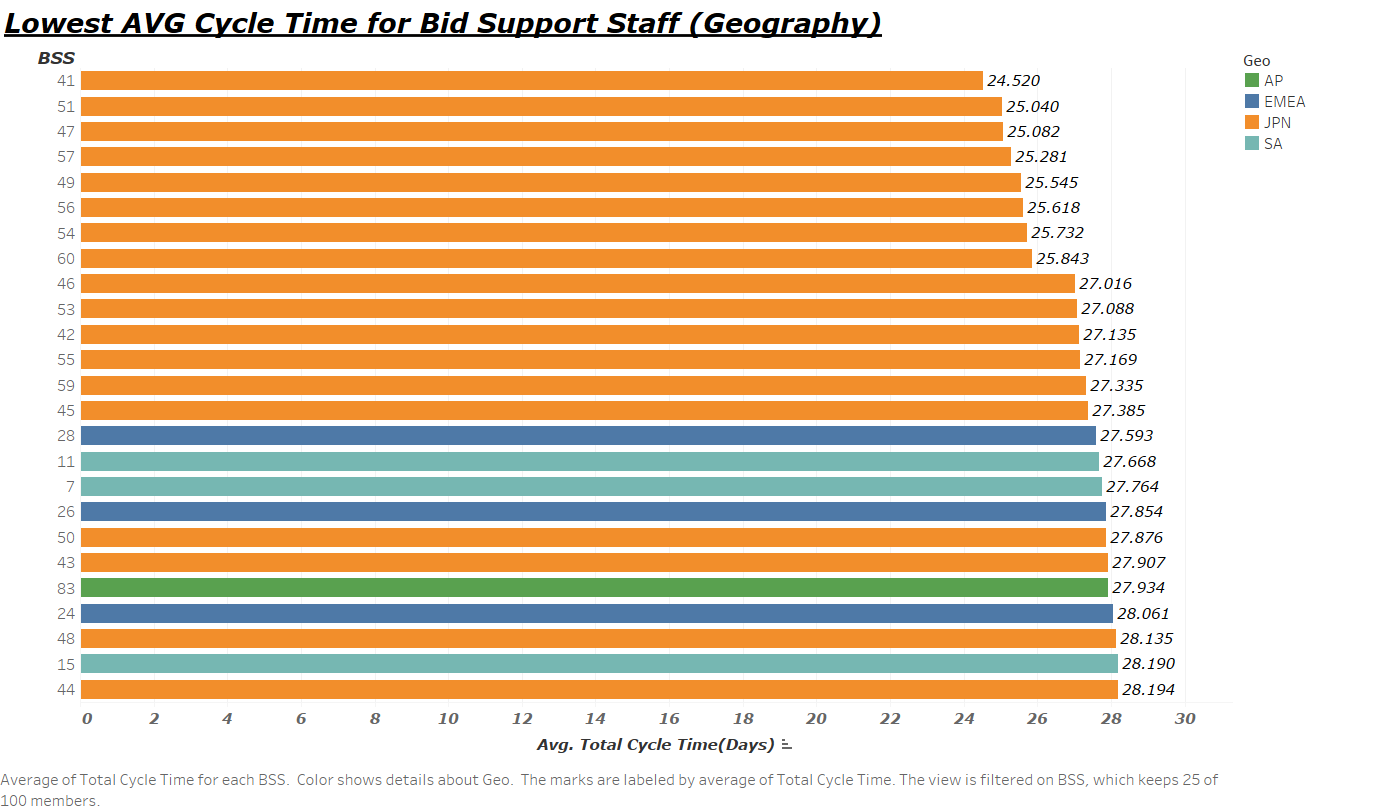 Lowest AVG Cycle Time for Bid Support Staff (Geography)
BSS
41 24.520
51 25.040
47 25.082
57 25.281
49 25.545
56 25.618
54 25.732
60 25.843
46 27.016
53 27.088
42 27.135
55 27.169
59 27.335
45 27.385
28 27.593
11 27.668
7 27.764
26 27.854
50 27.876
43 27.907
83 27.934
24 28.061
48 28.135
15 28.190
44 28.194
0 2 4 6 8 10 12 14 16 18 20 22 24 26 28 30
Avg. Total Cycle Time(Days)
Geo
AP
EMEA
JPN
SA
Average of Total Cycle Time for each BSS. Color shows details about Geo. The marks are labeled by average of Total Cycle Time. The view is filtered on BSS, which keeps 25 of
100 members.